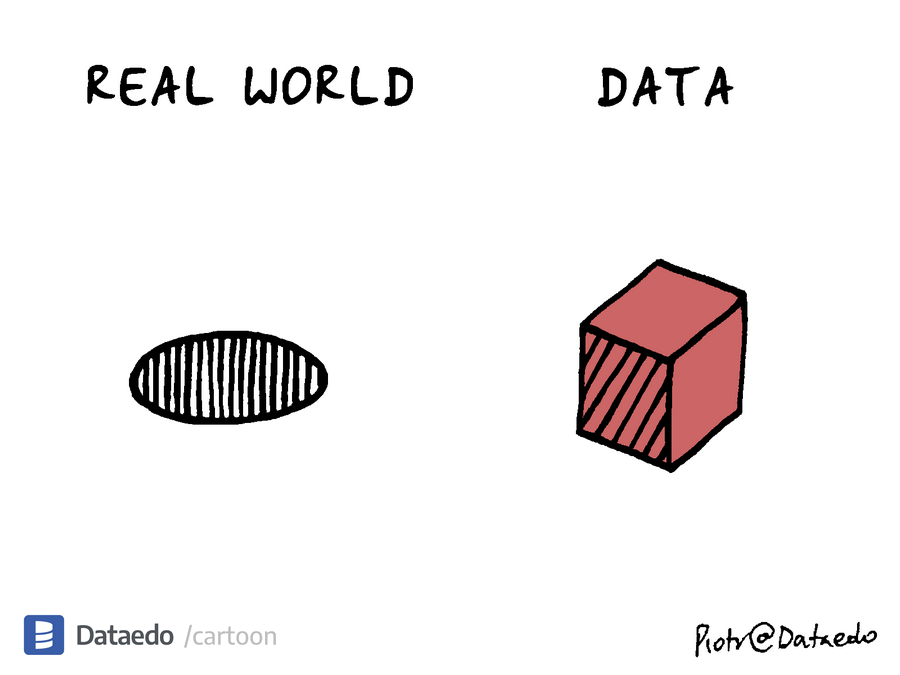 REAL WORLD
DATA
Dataedo /cartoon
Piotr@Dataedo